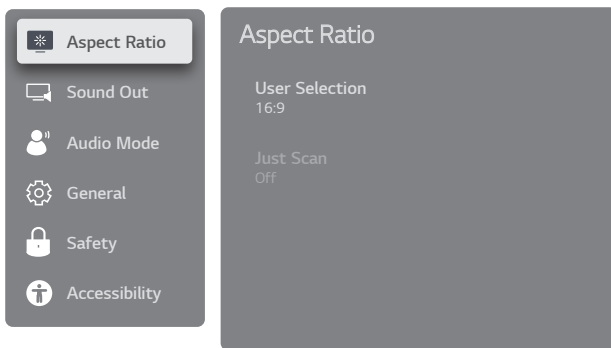 Aspect Ratio
Sound Out
Audio Mode
General
Safety
Accessibility
Aspect Ratio
User Selection
16:9
Just Scan
Off